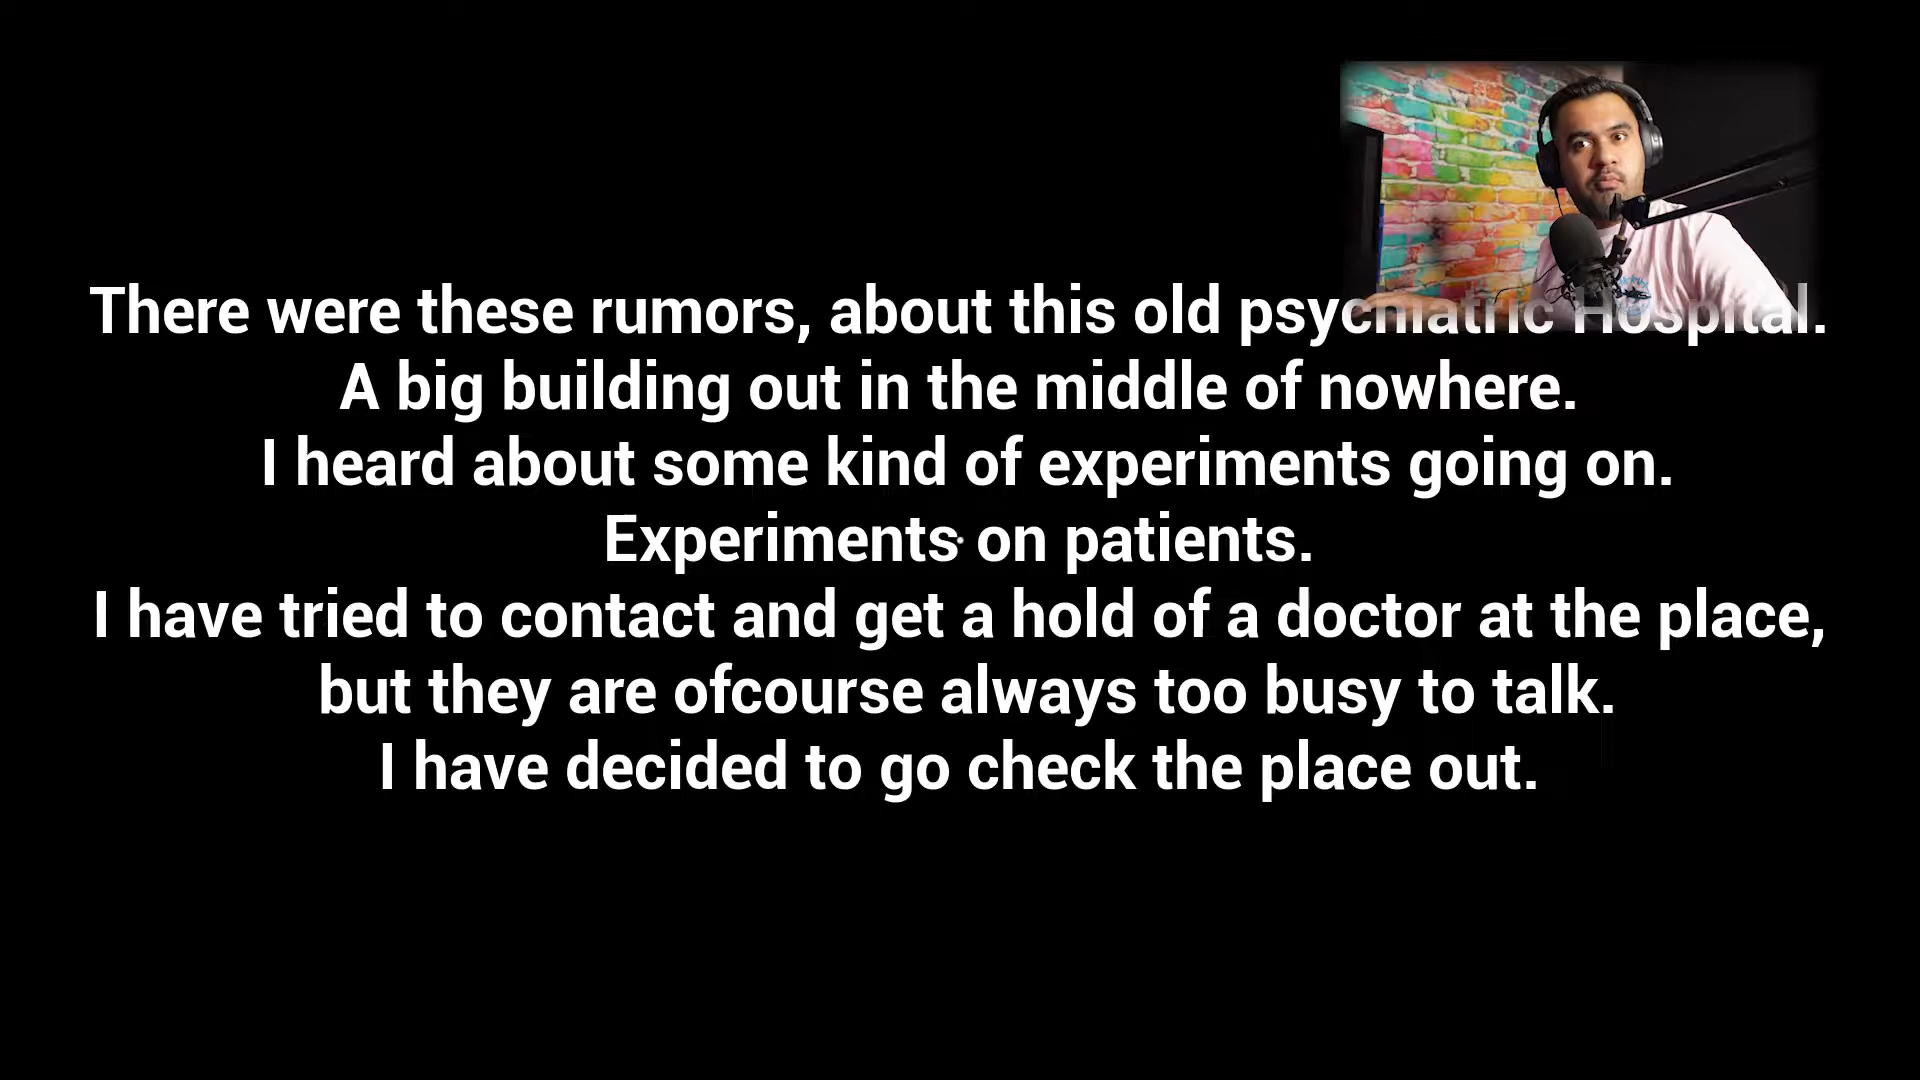 There were these rumors, about this old psychiatric Hospital.
A big building out in the middle of nowhere.
I heard about some kind of experiments going on.
Experiments on patients.
I have tried to contact and get a hold of a doctor at the place,
but they are ofcourse always too busy to talk.
I have decided to go check the place out.